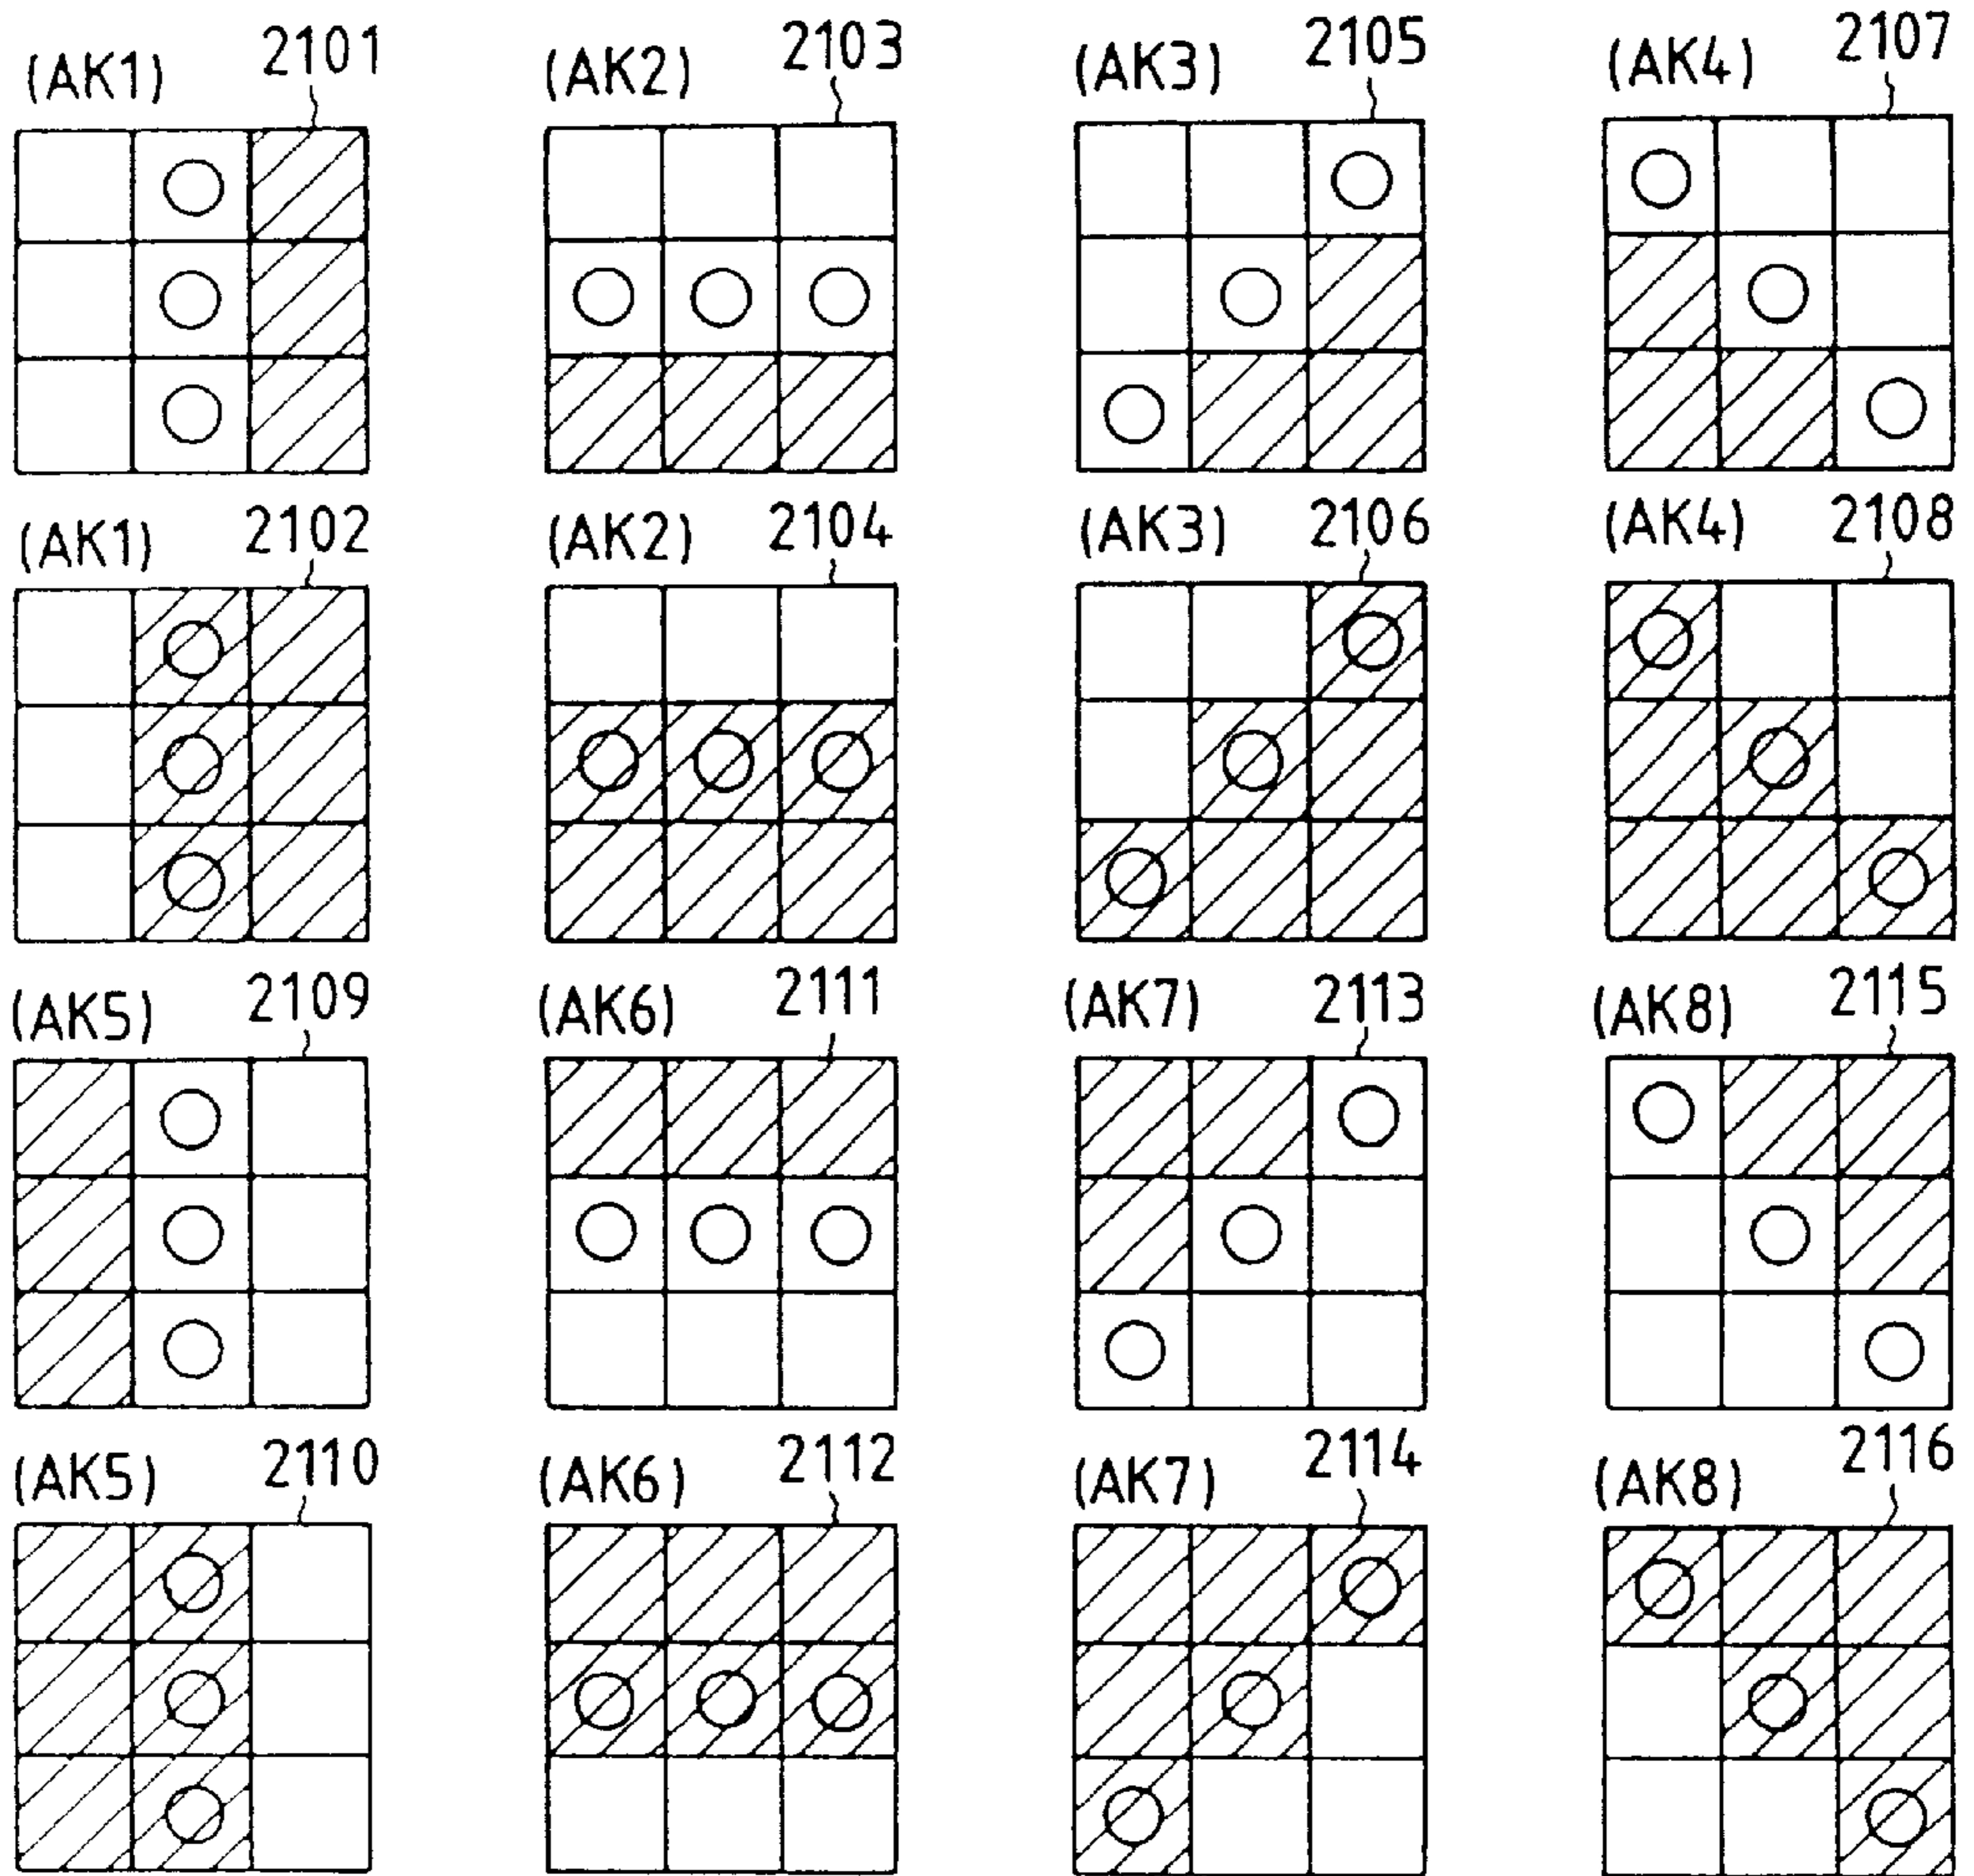 (AK1) 2101 (AK2) 2103 (AK3) 2105 (AK4) 2107
(AK1) 2102 (AK2) 2104 (AK3) 2106 (AK4) 2108
(AK5) 2109 (AK6) 2111 (AK7) 2113 (AK8) 2115
(AK5) 2110 (AK6) 2112 (AK7) 2114 (AK8) 2116